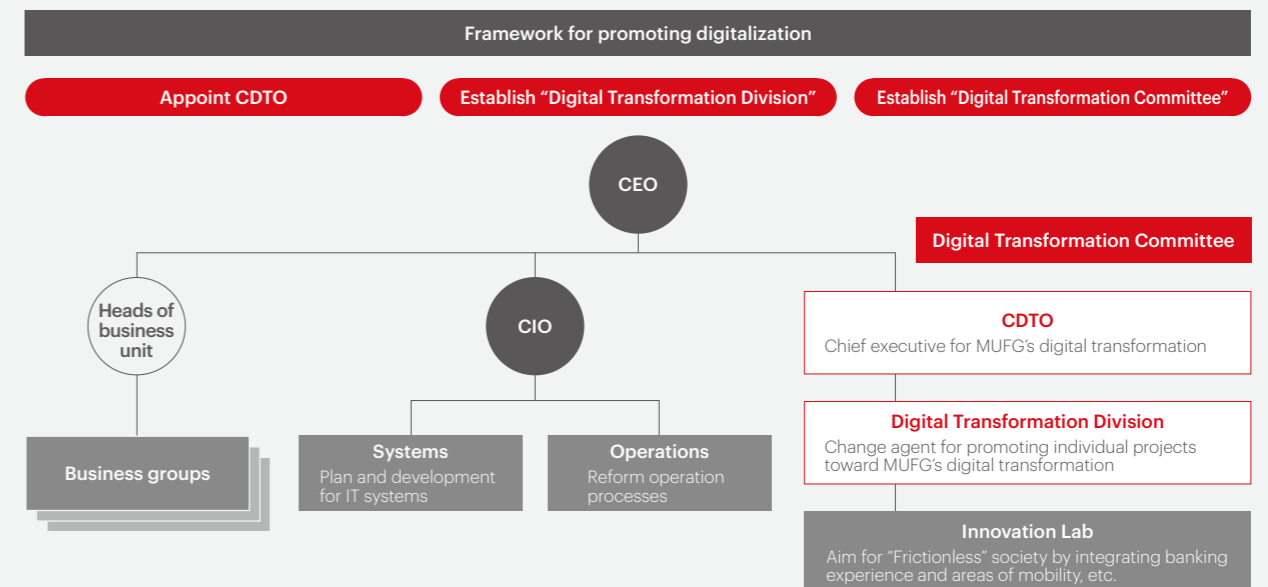 Framework for promoting digitalization
Appoint CDTO
Establish “Digital Transformation Division”
Establish “Digital Transformation Committee”
CEO
Digital Transformation Committee
Heads of
business
unit
CIO
CDTO
Chief executive for MUFG’s digital transformation
Business groups
Systems
Plan and development
for IT systems
Operations
Reform operation
processes
Digital Transformation Division
Change agent for promoting individual projects
toward MUFG’s digital transformation
Innovation Lab
Aim for “Frictionless” society by integrating banking
experience and areas of mobility, etc.